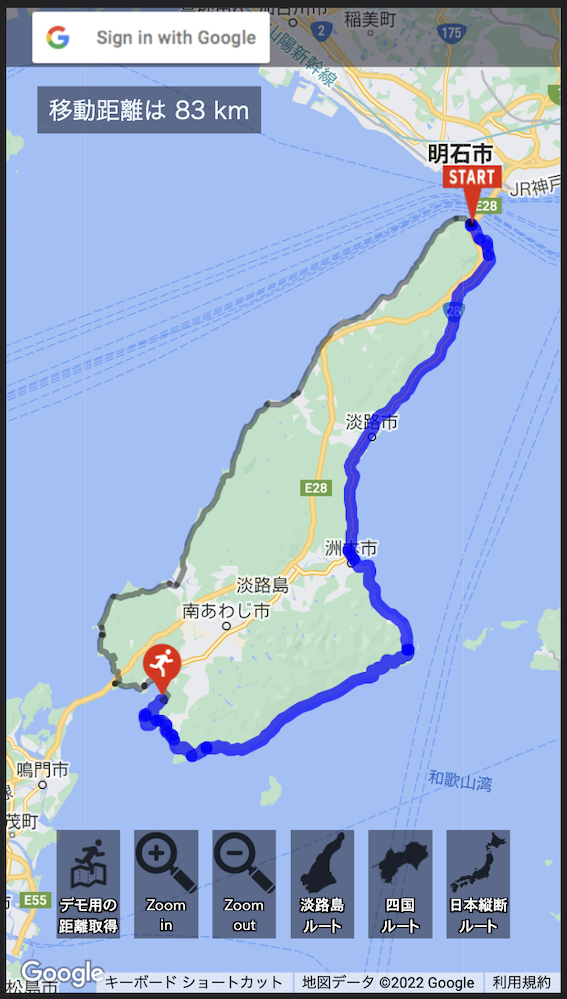 稲美町
2
175
山陽新幹線
Sign in with Google
移動距離は 83 km
明石市
START
JR神戸
E28
28
淡路市
E28
洲本市
淡路島
南あわじ市
鳴門市
和歌山湾
茂町
E55
デモ用の
距離取得
Zoom
in
Zoom
out
淡路島
ルート
四国
ルート
日本縦断
ルート
松島市
Google
キーボード ショートカット
地図データ ©2022 Google
利用規約